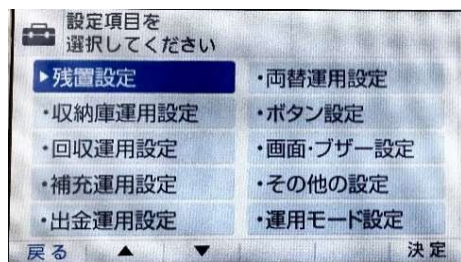 設定項目を
選択してください
▶残置設定
・収納庫運用設定
・回収運用設定
・補充運用設定
・出金運用設定
・両替運用設定
・ボタン設定
・画面・ブザー設定
・その他の設定
・運用モード設定
戻る ▲ ▼ 決定